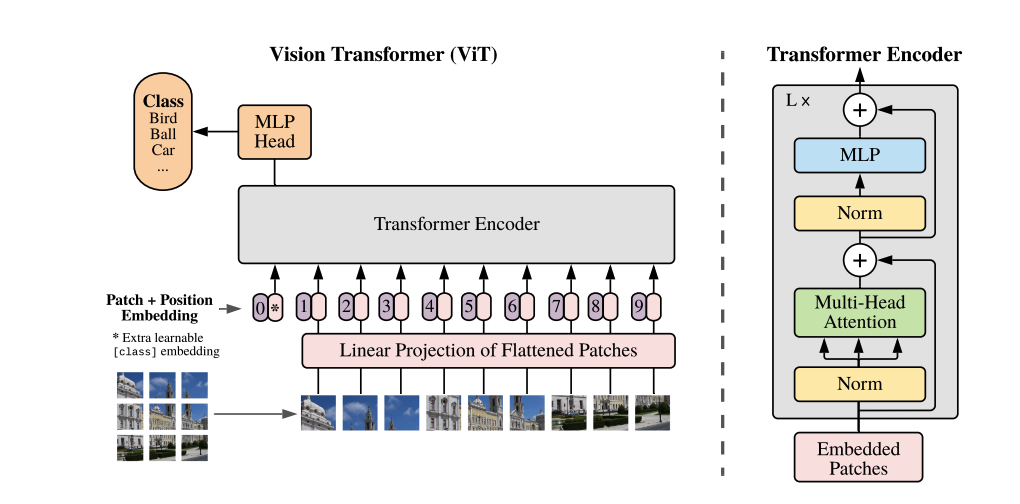 Vision Transformer (ViT)
Class
Bird
Ball
Car
...
MLP
Head
Transformer Encoder
Patch + Position
Embedding
0 * 1 2 3 4 5 6 7 8 9
* Extra learnable
[class] embedding
Linear Projection of Flattened Patches
Transformer Encoder
L ×
+
MLP
Norm
+
Multi-Head
Attention
Norm
Embedded
Patches